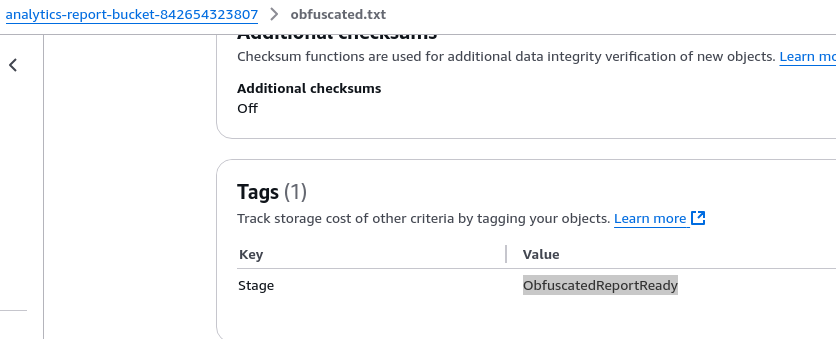 analytics-report-bucket-842654323807 > obfuscated.txt
Additional checksums
Checksum functions are used for additional data integrity verification of new objects. Learn mo
Additional checksums
Off
Tags (1)
Track storage cost of other criteria by tagging your objects. Learn more
Key Value
Stage ObfuscatedReportReady